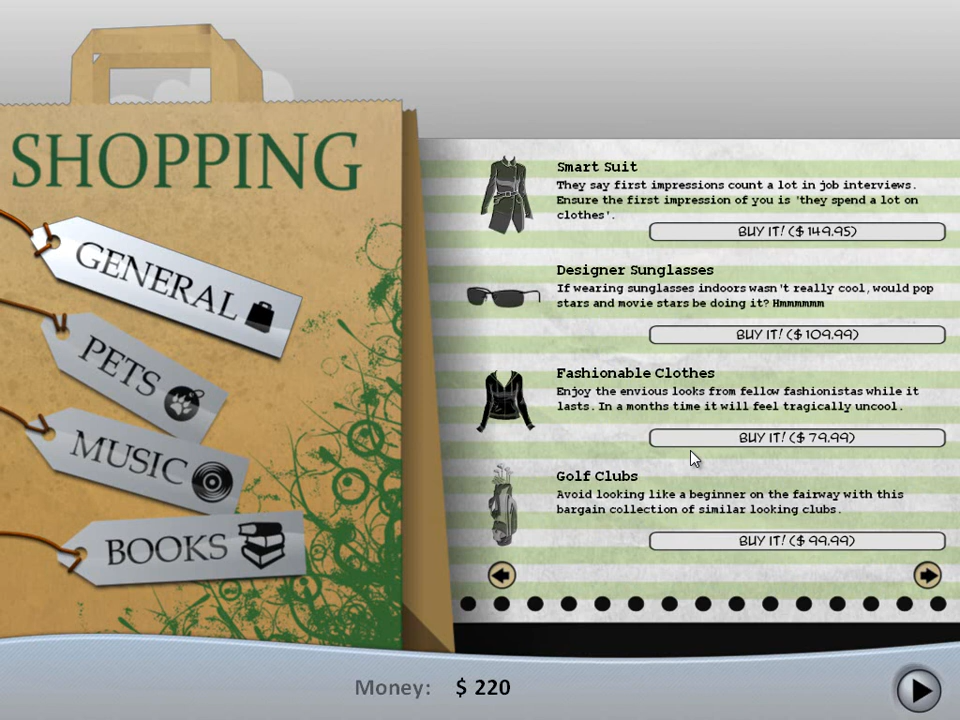 SHOPPING
GENERAL
PETS
MUSIC
BOOKS
Smart Suit
They say first impressions count a lot in job interviews.
Ensure the first impression of you is 'they spend a lot on
clothes'.
BUY IT! ($ 149.95)
Designer Sunglasses
If wearing sunglasses indoors wasn't really cool, would pop
stars and movie stars be doing it? Hmmmmmm
BUY IT! ($ 109.99)
Fashionable Clothes
Enjoy the envious looks from fellow fashionistas while it
lasts. In a months time it will feel tragically uncool.
BUY IT! ($ 79.99)
Golf Clubs
Avoid looking like a beginner on the fairway with this
bargain collection of similar looking clubs.
BUY IT! ($ 99.99)
Money: $ 220